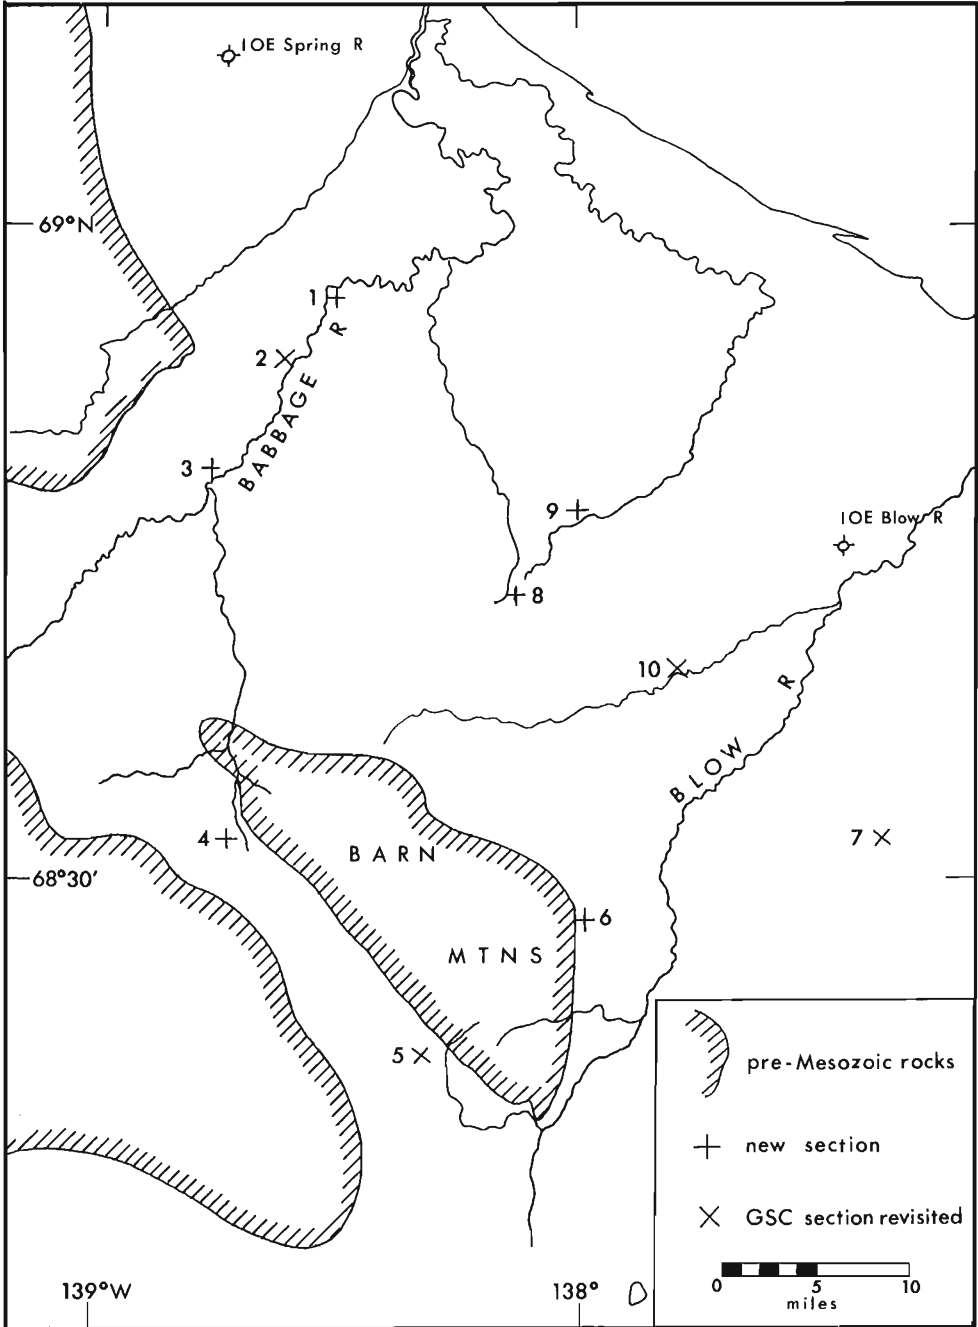 IOE Spring R
69°N
1
R
2
BABBAGE
3
9
IOE Blow R
8
10
R
BLOW
4
BARN
7
68°30'
6
MTNS
5
pre-Mesozoic rocks
new section
GSC section revisited
0 5 10
miles
139°W
138°